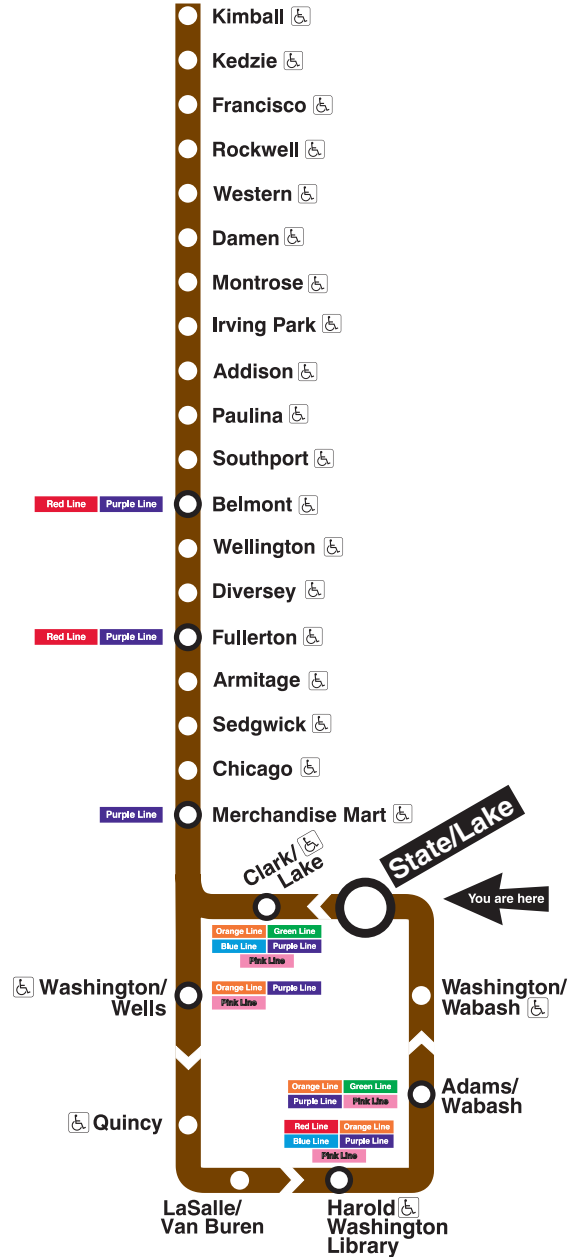 Kimball
Kedzie
Francisco
Rockwell
Western
Damen
Montrose
Irving Park
Addison
Paulina
Southport
Red Line Purple Line
Belmont
Wellington
Diversey
Red Line Purple Line
Fullerton
Armitage
Sedgwick
Chicago
Purple Line
Merchandise Mart
State/Lake
Clark/
Lake
You are here
Orange Line Green Line
Blue Line Purple Line
Pink Line
Washington/
Wells
Orange Line Purple Line
Pink Line
Washington/
Wabash
Orange Line Green Line
Purple Line Pink Line
Adams/
Wabash
Quincy
Red Line Orange Line
Blue Line Purple Line
Pink Line
LaSalle/
Van Buren
Harold
Washington
Library